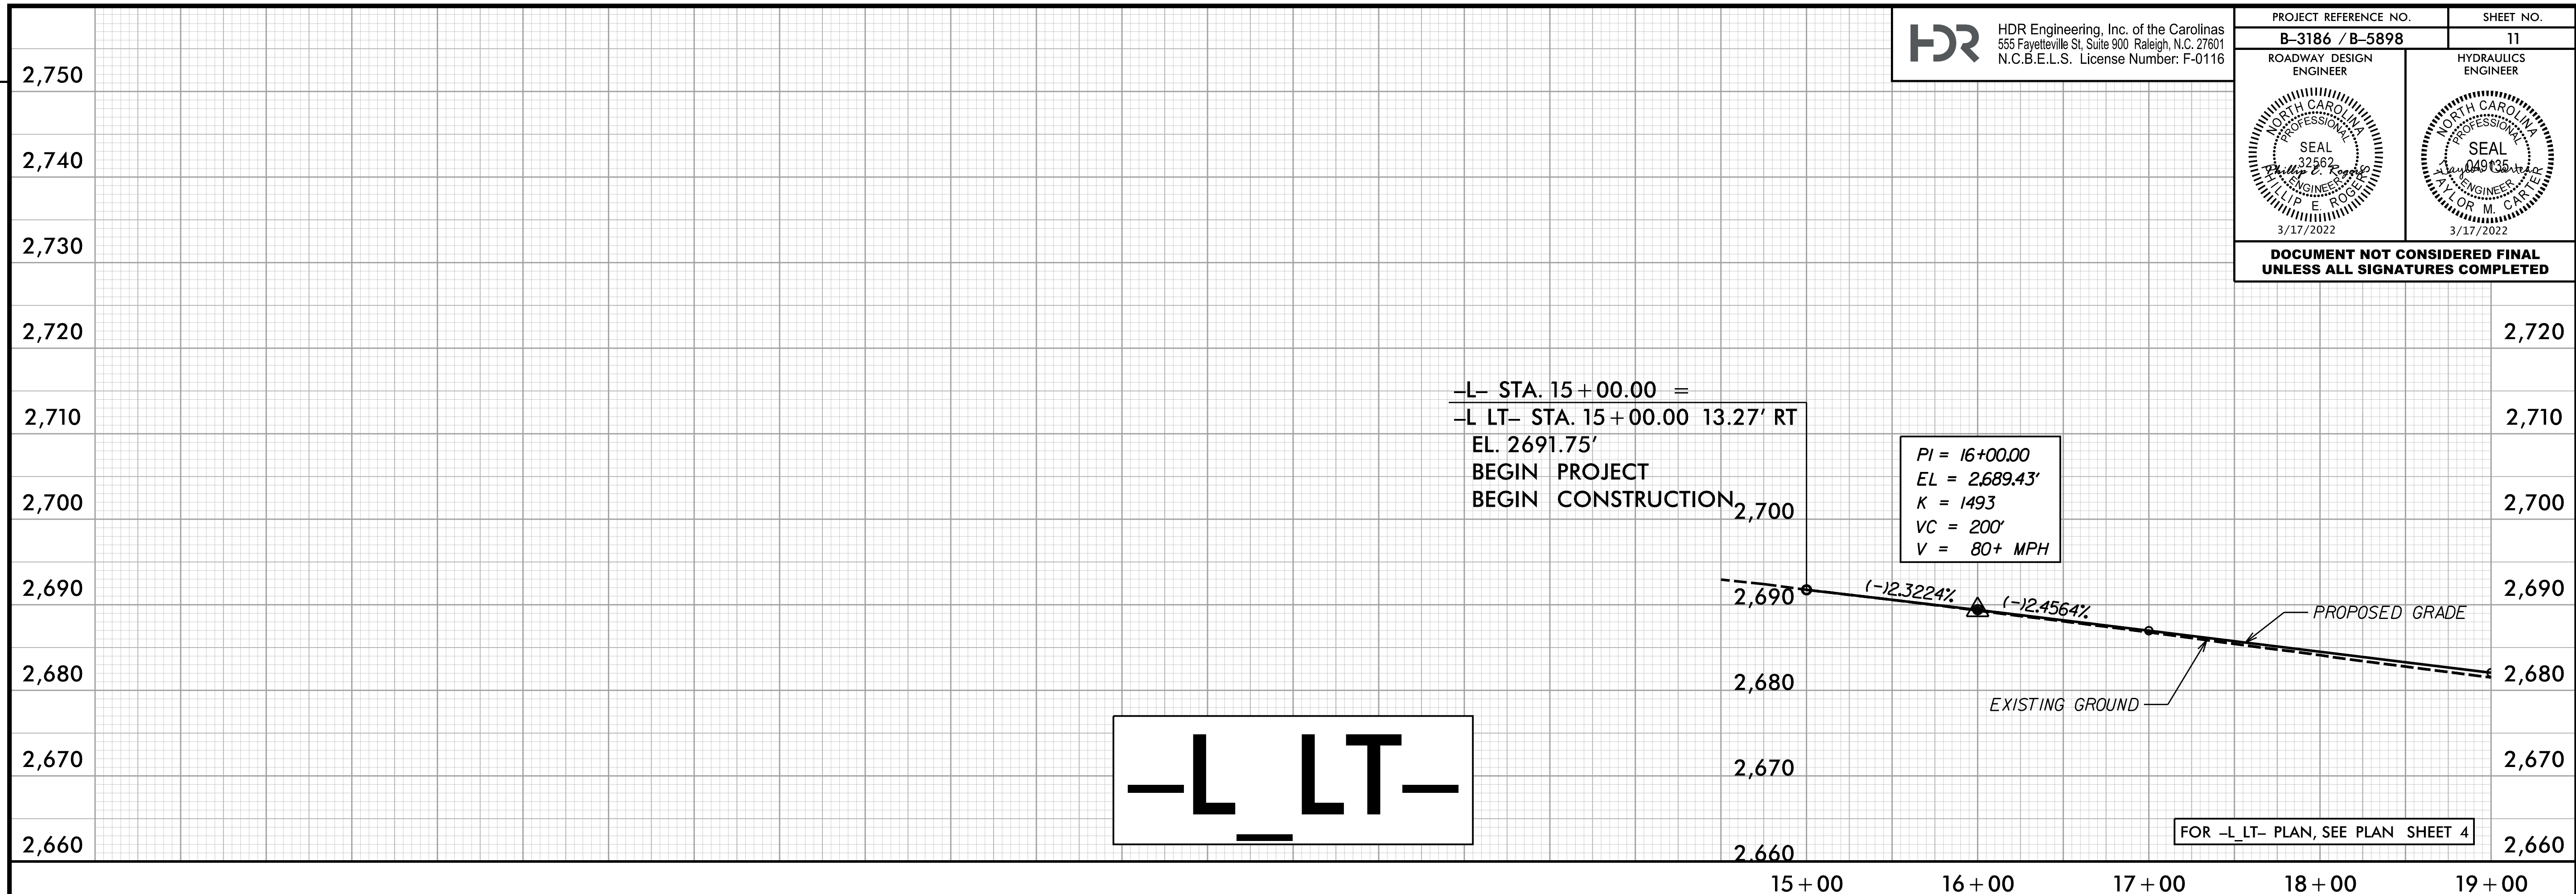 HDR
HDR Engineering, Inc. of the Carolinas
555 Fayetteville St, Suite 900 Raleigh, N.C. 27601
N.C.B.E.L.S. License Number: F-0116
PROJECT REFERENCE NO.
SHEET NO.
B-3186 / B-5898
11
ROADWAY DESIGN
ENGINEER
HYDRAULICS
ENGINEER
NORTH CAROLINA
PROFESSIONAL
SEAL
32562
Phillip E. Rogers
ENGINEER
PHILLIP E. ROGERS
3/17/2022
NORTH CAROLINA
PROFESSIONAL
SEAL
049135
Taylor Carter
ENGINEER
TAYLOR M. CARTER
3/17/2022
DOCUMENT NOT CONSIDERED FINAL
UNLESS ALL SIGNATURES COMPLETED
2,750
2,740
2,730
2,720
2,710
2,700
2,690
2,680
2,670
2,660
-L- STA. 15+00.00 =
-L LT- STA. 15+00.00 13.27' RT
EL. 2691.75'
BEGIN PROJECT
BEGIN CONSTRUCTION
2,700
2,690
2,680
2,670
2,660
PI = 16+00.00
EL = 2,689.43'
K = 1493
VC = 200'
V = 80+ MPH
(-)2.3224%
(-)2.4564%
PROPOSED GRADE
EXISTING GROUND
2,720
2,710
2,700
2,690
2,680
2,670
2,660
-L_LT-
FOR -L_LT- PLAN, SEE PLAN SHEET 4
15+00
16+00
17+00
18+00
19+00